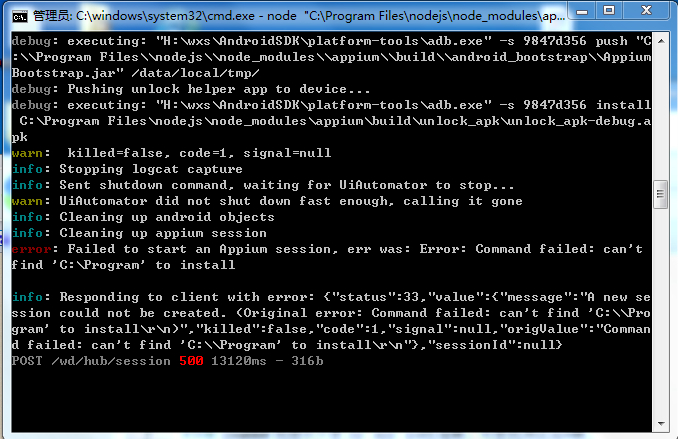 管理员: C:\windows\system32\cmd.exe - node "C:\Program Files\nodejs\node_modules\ap...
debug: executing: "H:\wxs\AndroidSDK\platform-tools\adb.exe" -s 9847d356 push "C
:\\Program Files\\nodejs\\node_modules\\appium\\build\\android_bootstrap\\Appium
Bootstrap.jar" /data/local/tmp/
debug: Pushing unlock helper app to device...
debug: executing: "H:\wxs\AndroidSDK\platform-tools\adb.exe" -s 9847d356 install
 C:\Program Files\nodejs\node_modules\appium\build\unlock_apk\unlock_apk-debug.a
pk
warn:  killed=false, code=1, signal=null
info: Stopping logcat capture
info: Sent shutdown command, waiting for UiAutomator to stop...
warn: UiAutomator did not shut down fast enough, calling it gone
info: Cleaning up android objects
info: Cleaning up appium session
error: Failed to start an Appium session, err was: Error: Command failed: can't
find 'C:\Program' to install
info: Responding to client with error: {"status":33,"value":{"message":"A new se
ssion could not be created. (Original error: Command failed: can't find 'C:\\Pro
gram' to install\r\n)","killed":false,"code":1,"signal":null,"origValue":"Comman
d failed: can't find 'C:\\Program' to install\r\n"},"sessionId":null}
POST /wd/hub/session 500 13120ms - 316b